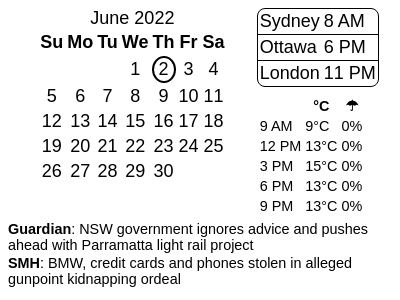 June 2022
Su Mo Tu We Th Fr Sa
1 2 3 4
5 6 7 8 9 10 11
12 13 14 15 16 17 18
19 20 21 22 23 24 25
26 27 28 29 30
Sydney 8 AM
Ottawa 6 PM
London 11 PM
°C ☂
9 AM 9°C 0%
12 PM 13°C 0%
3 PM 15°C 0%
6 PM 13°C 0%
9 PM 13°C 0%
Guardian: NSW government ignores advice and pushes
ahead with Parramatta light rail project
SMH: BMW, credit cards and phones stolen in alleged
gunpoint kidnapping ordeal